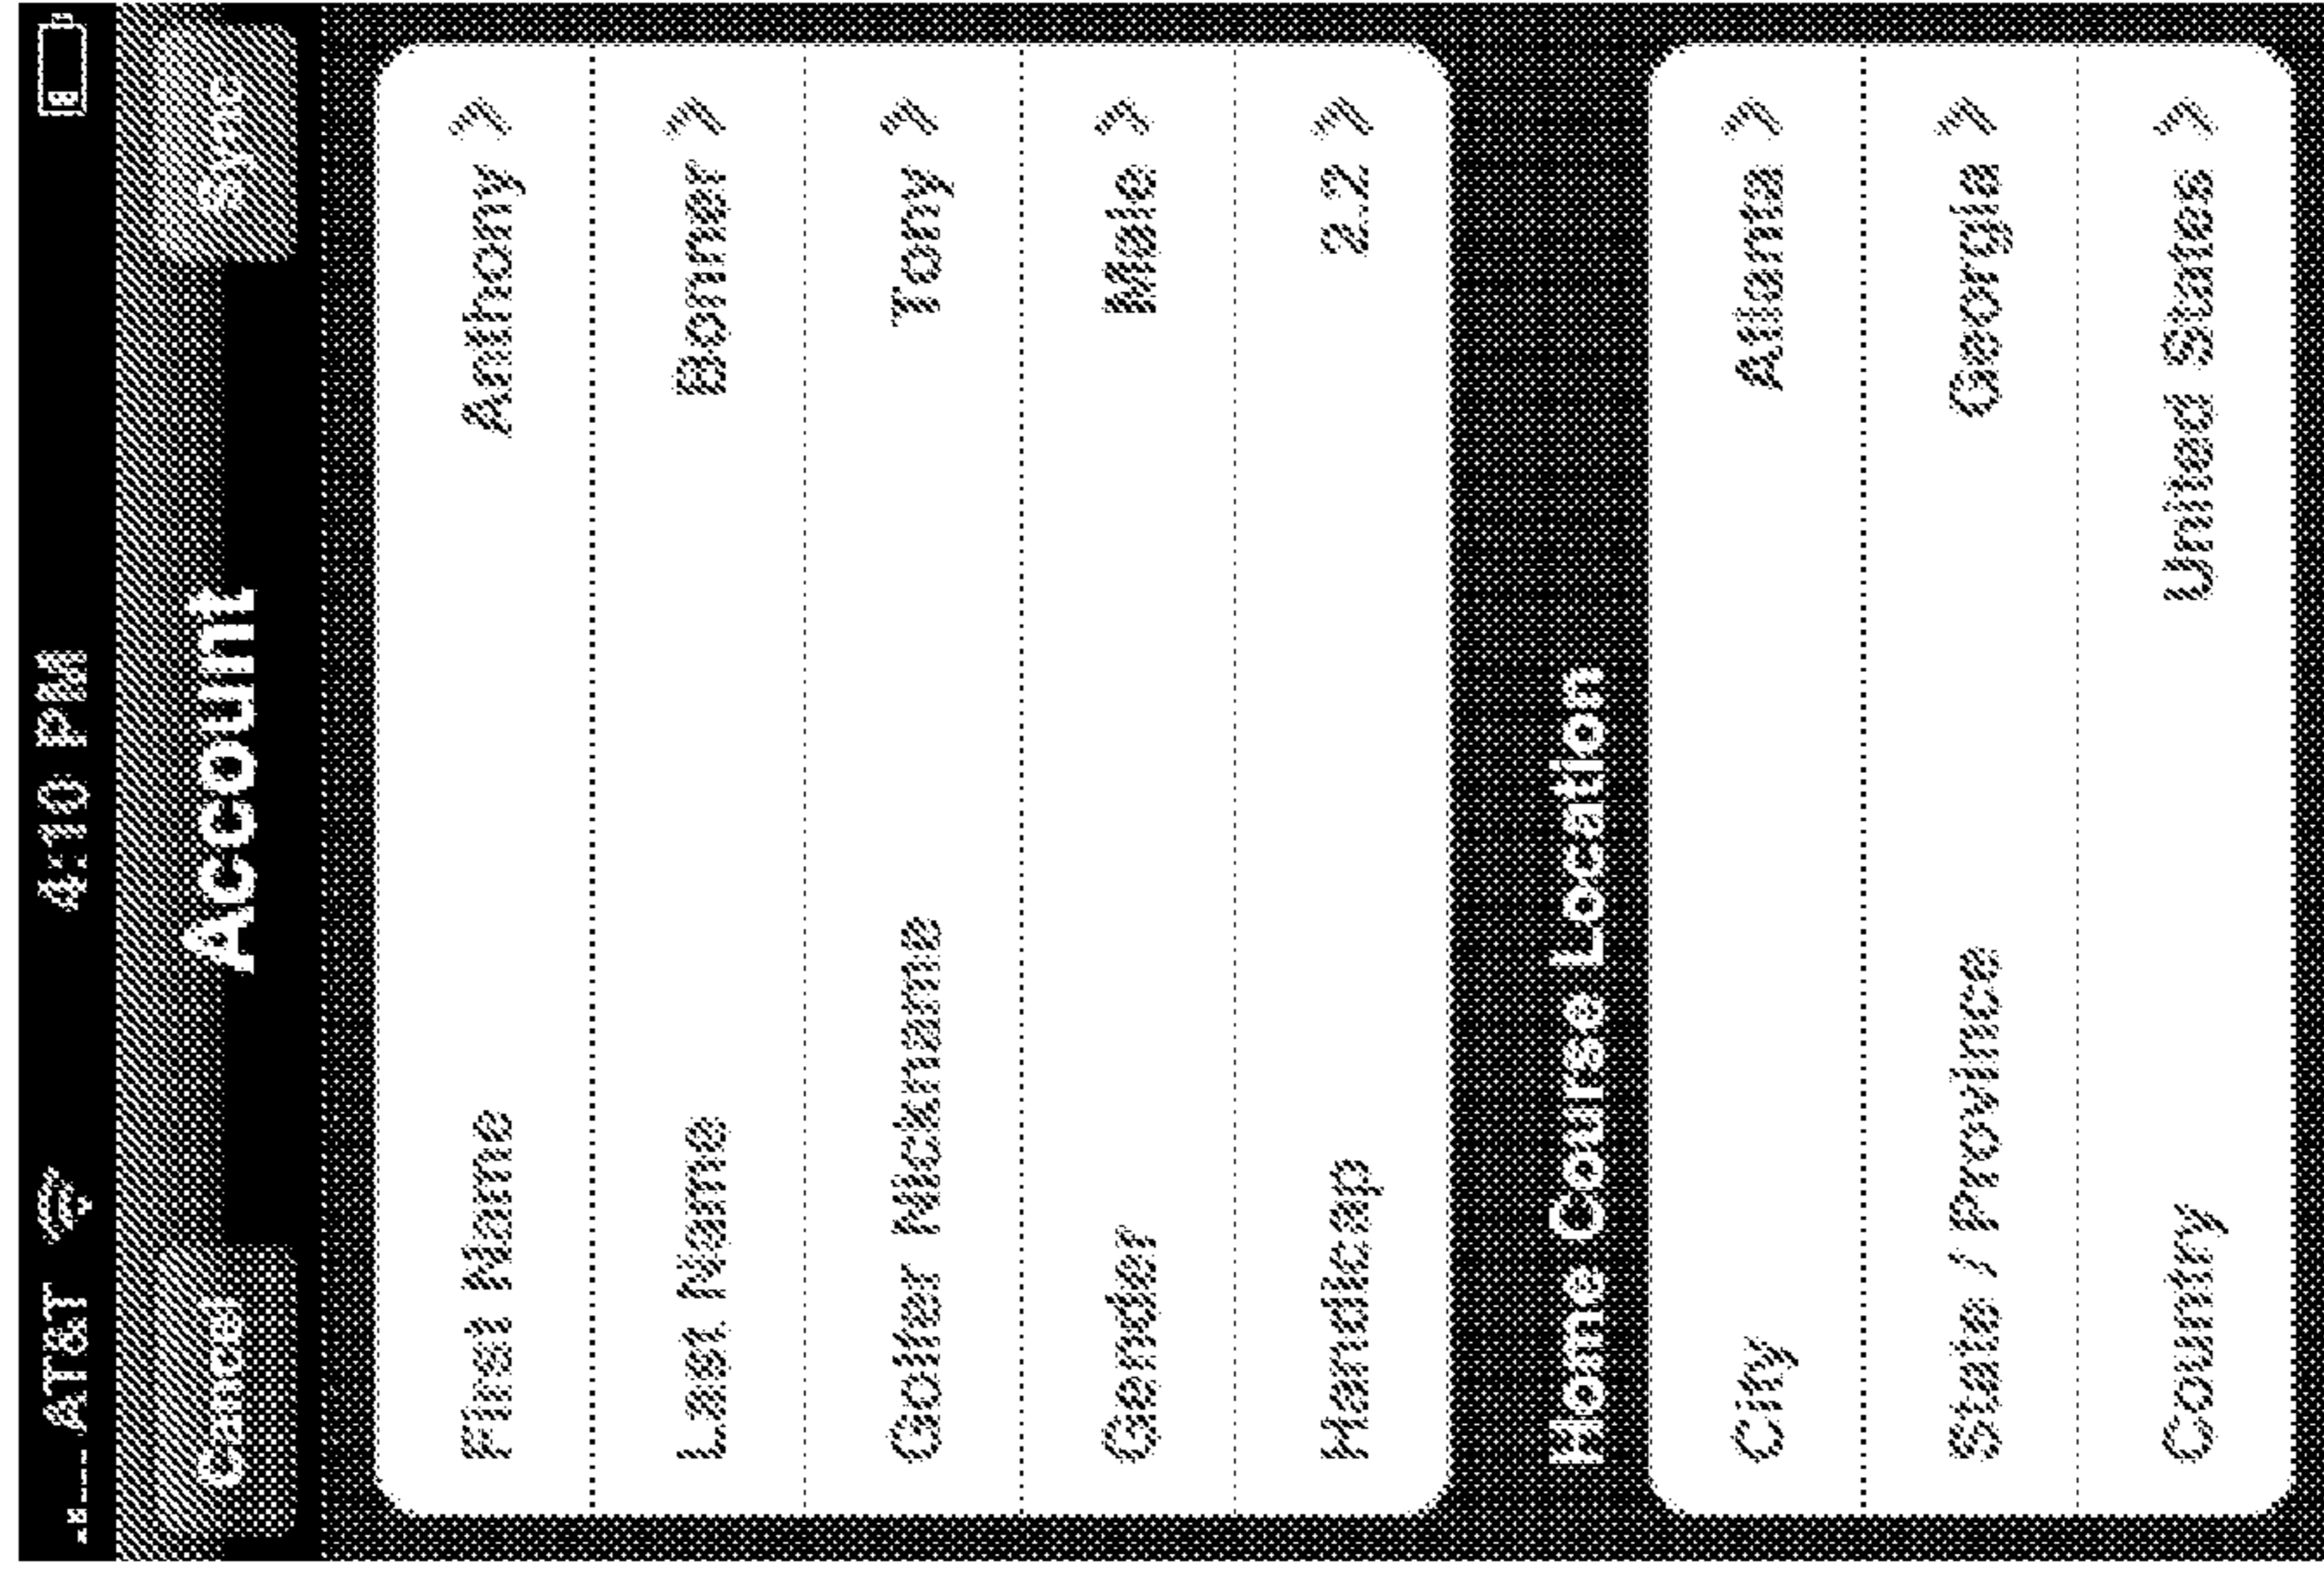 AT&T 4:10 PM
Cancel Account Sync
First Name Anthony
Last Name Bonner
Golfer Nickname Tony
Gender Male
Handicap 2.2
Home Course Location
City Atlanta
State / Province Georgia
Country United States